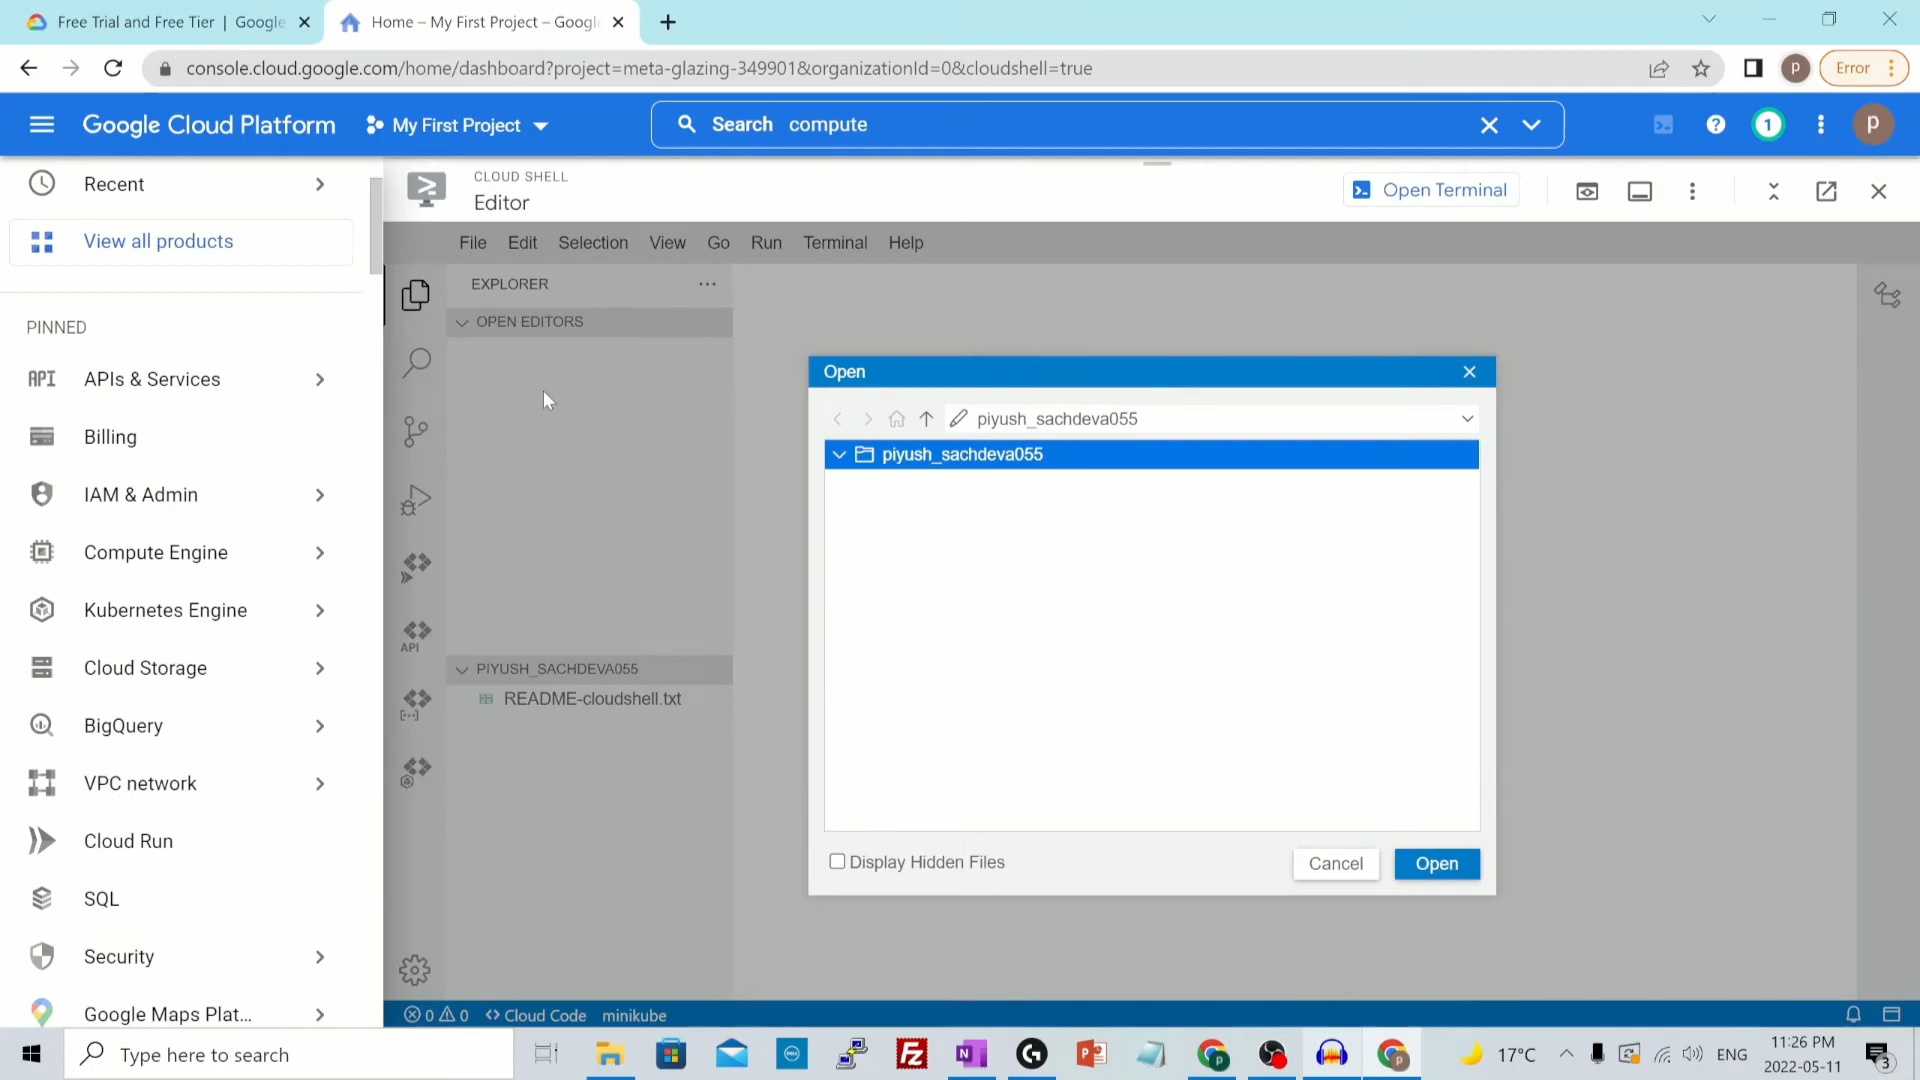 Free Trial and Free Tier | Google
Home – My First Project – Googl
console.cloud.google.com/home/dashboard?project=meta-glazing-349901&organizationId=0&cloudshell=true
P
Error
Google Cloud Platform
My First Project
Search compute
1
P
Recent
View all products
PINNED
API APIs & Services
Billing
IAM & Admin
Compute Engine
Kubernetes Engine
Cloud Storage
BigQuery
VPC network
Cloud Run
SQL
Security
Google Maps Plat...
CLOUD SHELL
Editor
Open Terminal
File Edit Selection View Go Run Terminal Help
EXPLORER
OPEN EDITORS
API
PIYUSH_SACHDEVA055
README-cloudshell.txt
Open
piyush_sachdeva055
piyush_sachdeva055
Display Hidden Files
Cancel
Open
0 0 Cloud Code minikube
Type here to search
17°C
ENG
11:26 PM
2022-05-11
3